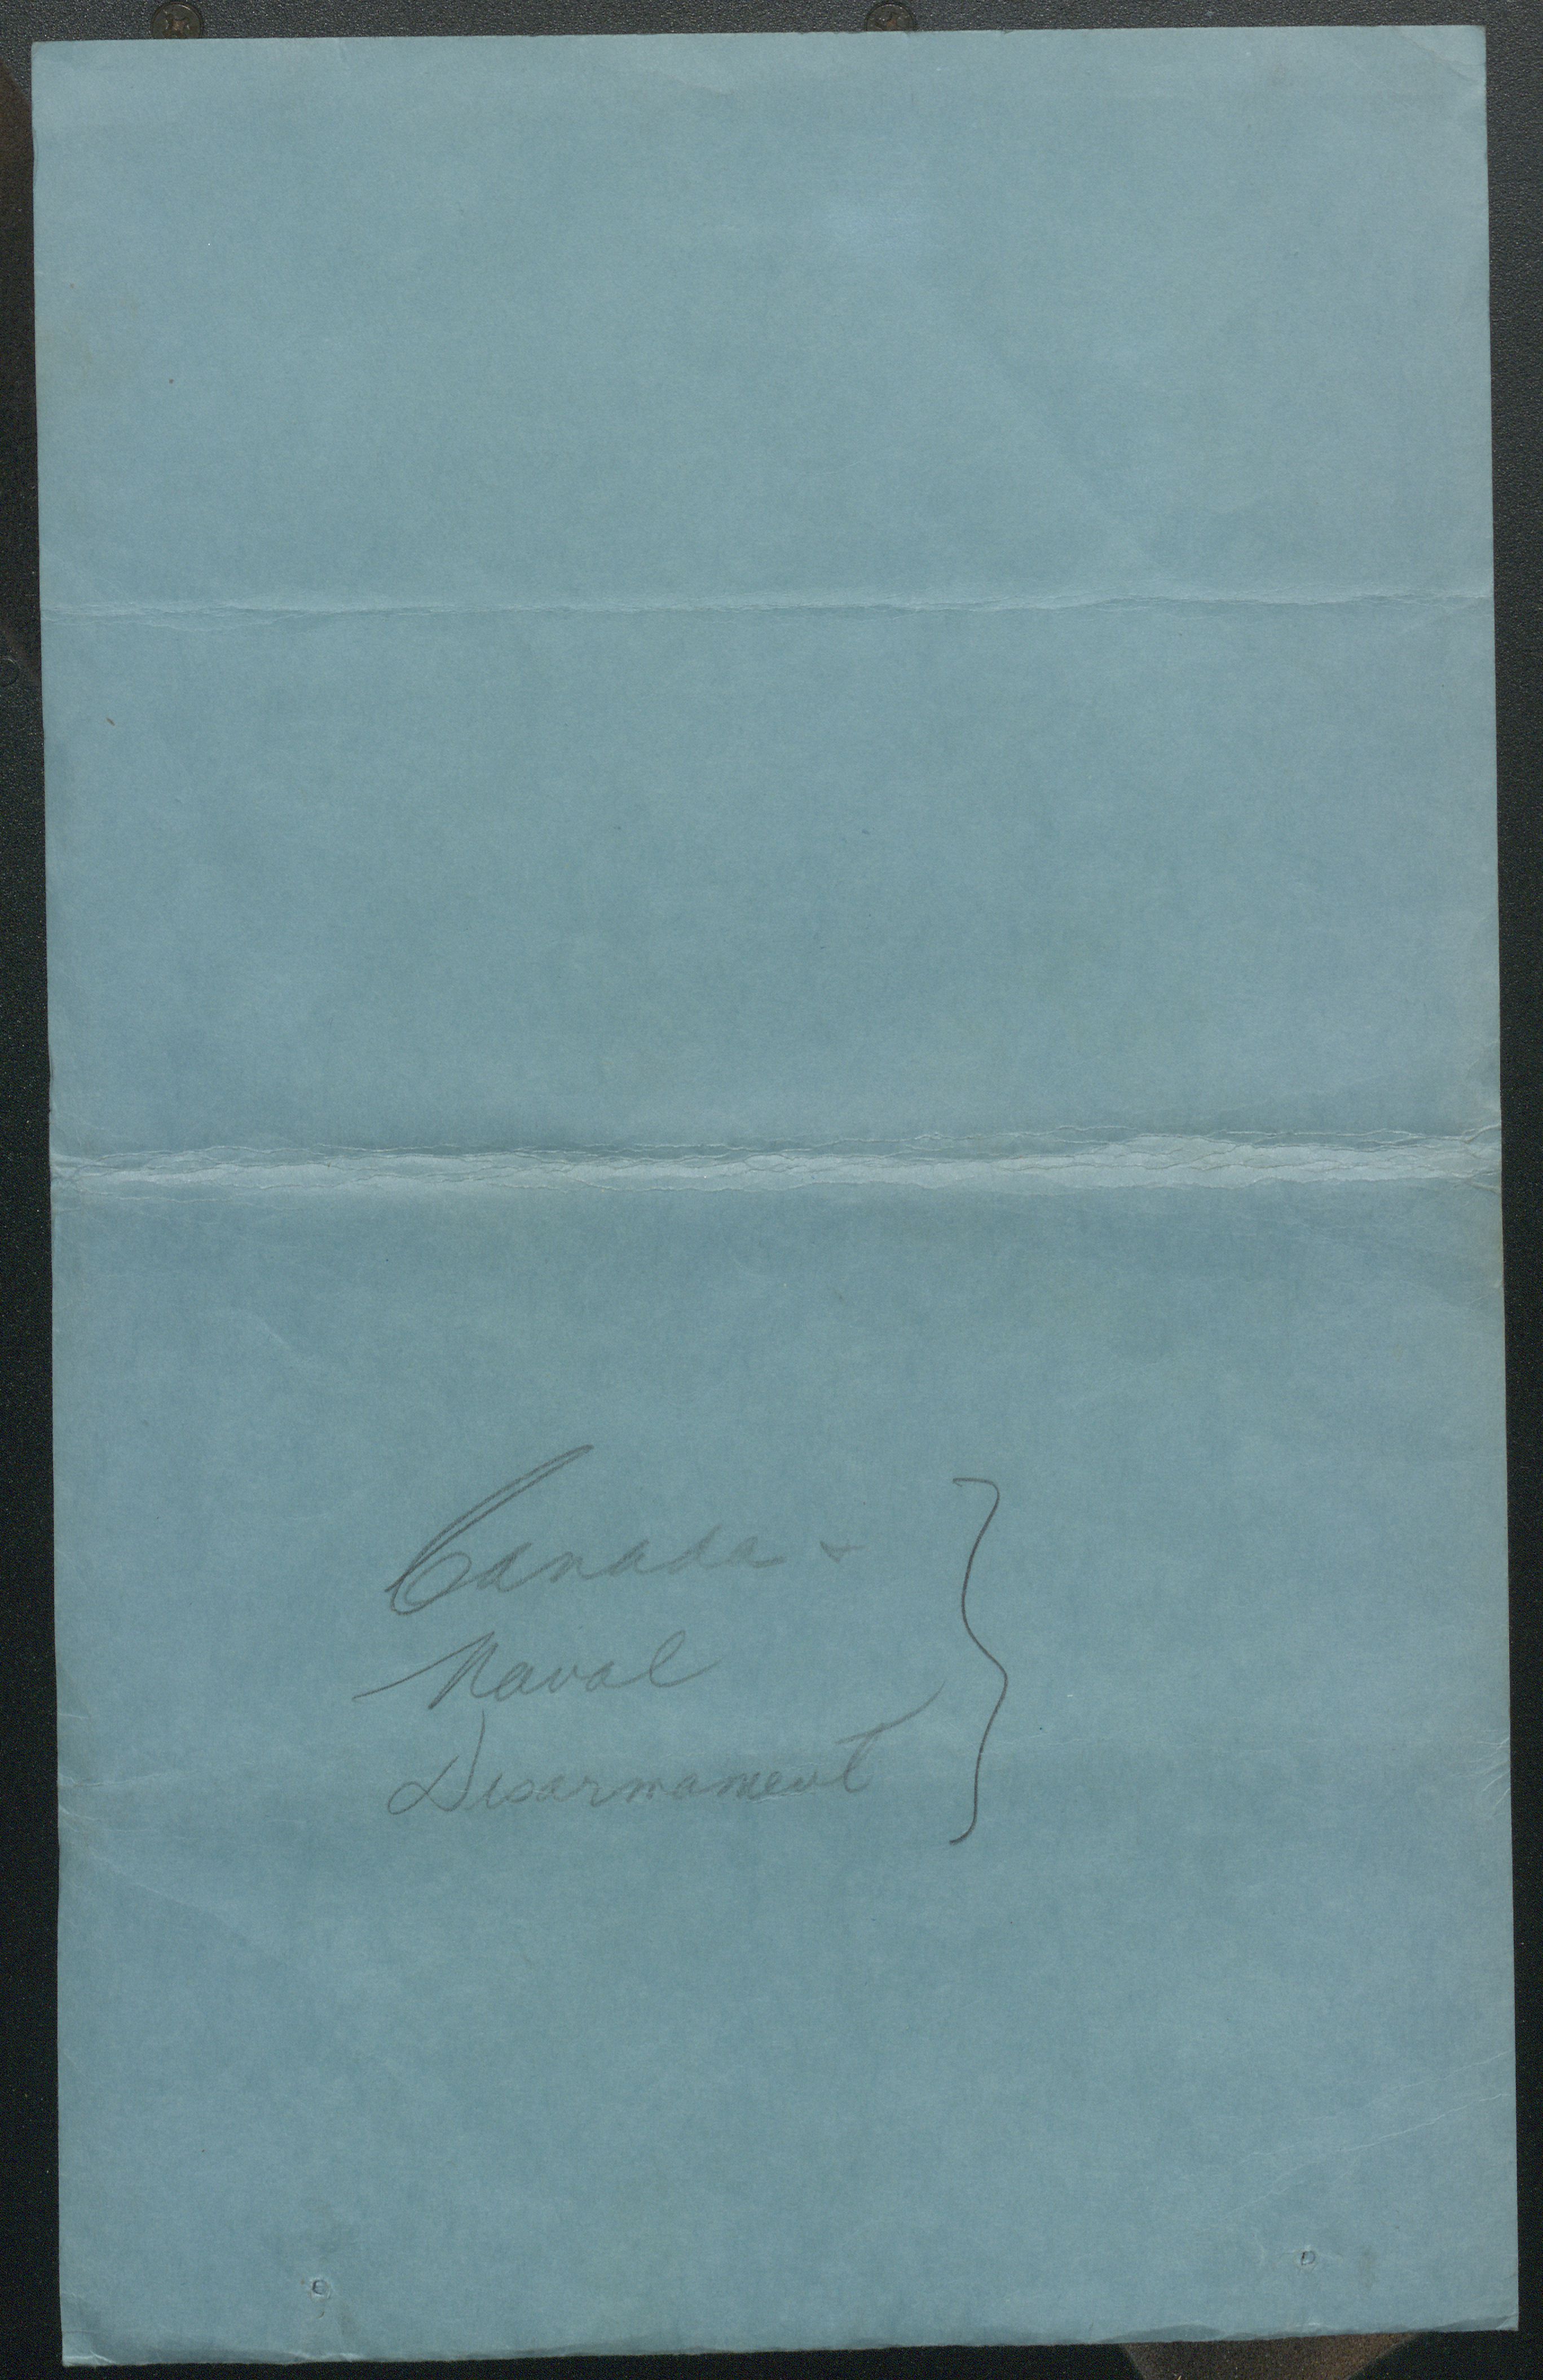 Canada &
Naval
Disarmament